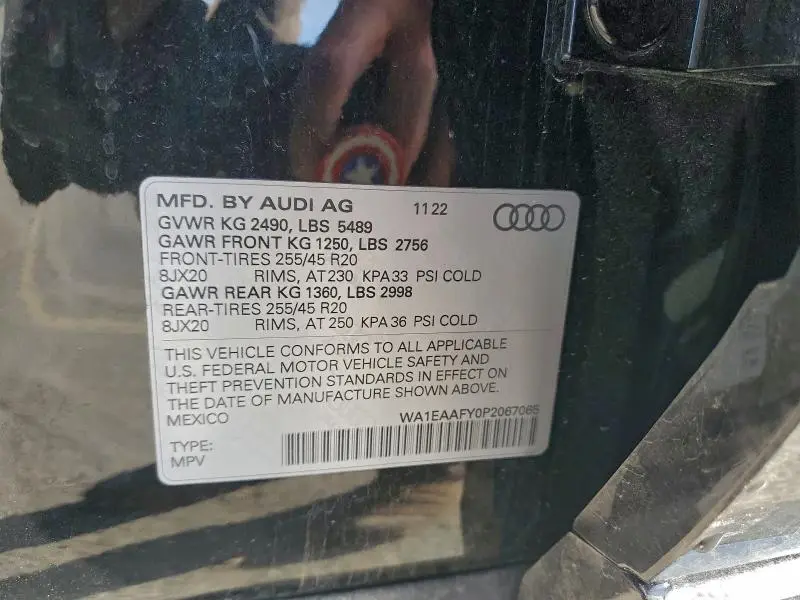 MFD. BY AUDI AG 11 22
GVWR KG 2490, LBS 5489
GAWR FRONT KG 1250, LBS 2756
FRONT-TIRES 255/45 R20
8JX20 RIMS, AT 230 KPA 33 PSI COLD
GAWR REAR KG 1360, LBS 2998
REAR-TIRES 255/45 R20
8JX20 RIMS, AT 250 KPA 36 PSI COLD
THIS VEHICLE CONFORMS TO ALL APPLICABLE
U.S. FEDERAL MOTOR VEHICLE SAFETY AND
THEFT PREVENTION STANDARDS IN EFFECT ON
THE DATE OF MANUFACTURE SHOWN ABOVE.
MEXICO WA1EAAFY0P2067065
TYPE:
MPV